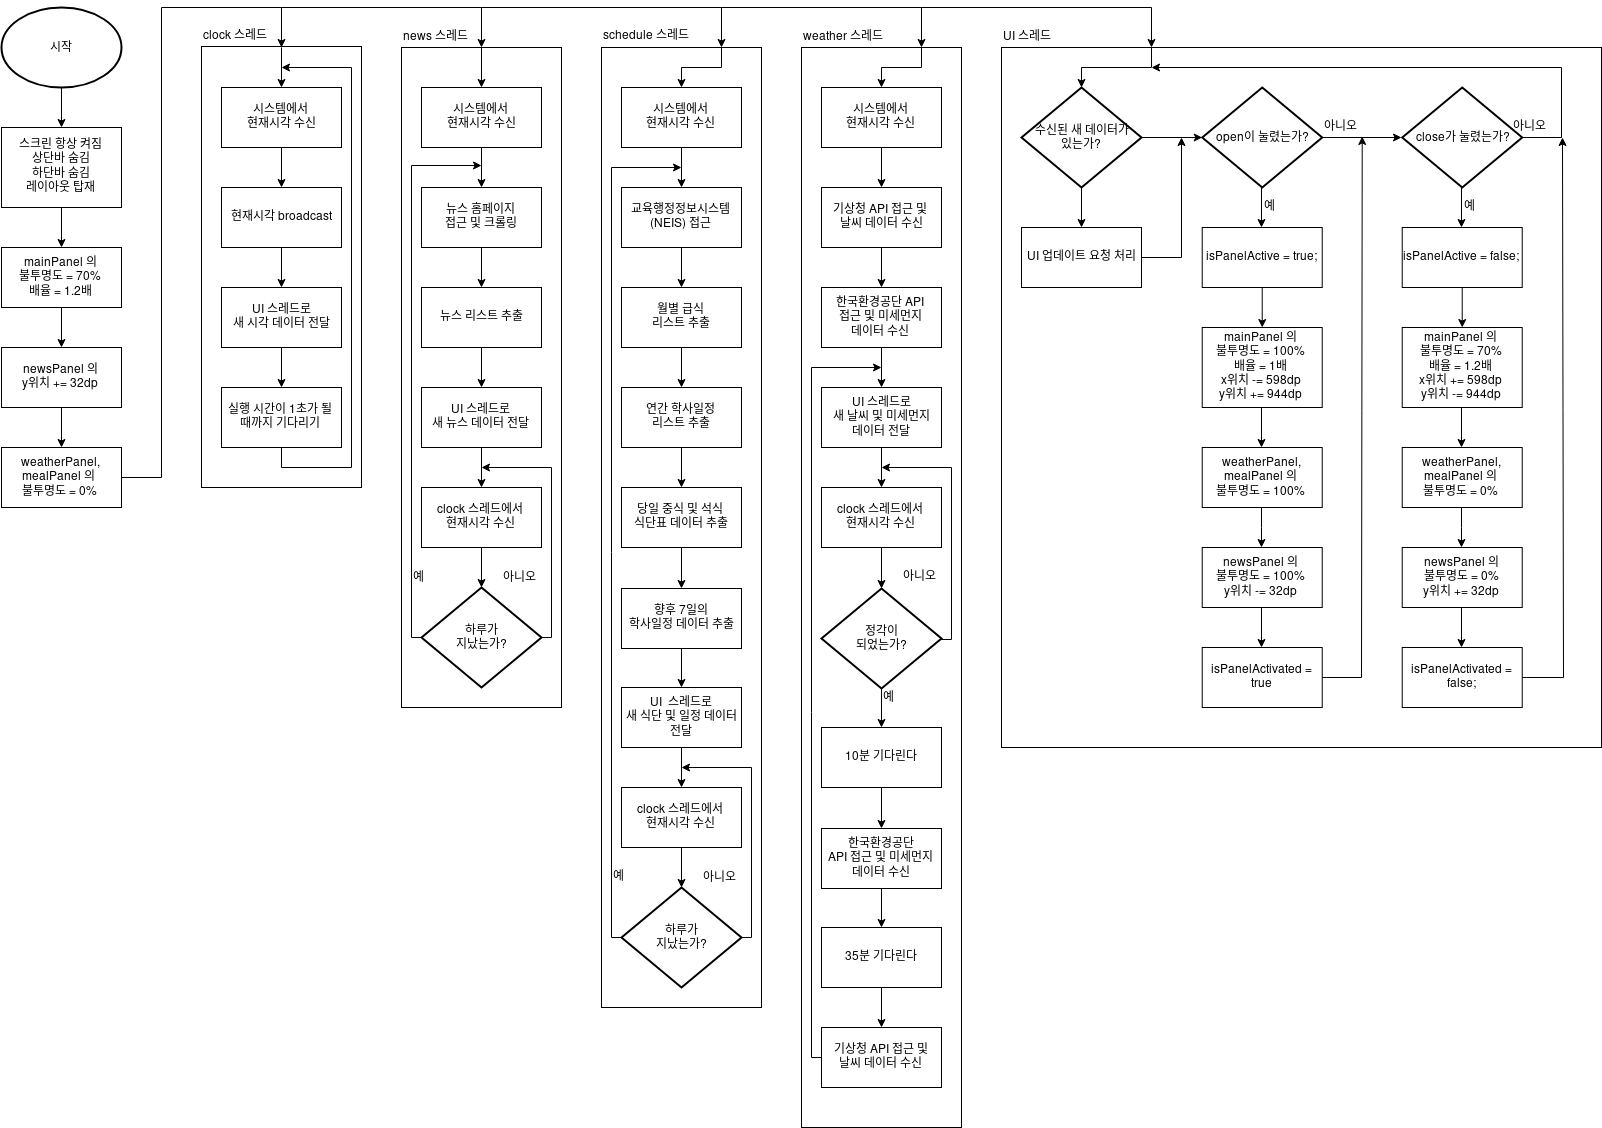 시작
스크린 항상 켜짐
상단바 숨김
하단바 숨김
레이아웃 탑재
mainPanel 의
불투명도 = 70%
배율 = 1.2배
newsPanel 의
y위치 += 32dp
weatherPanel,
mealPanel 의
불투명도 = 0%
clock 스레드
시스템에서
현재시각 수신
현재시각 broadcast
UI 스레드로
새 시각 데이터 전달
실행 시간이 1초가 될
때까지 기다리기
news 스레드
시스템에서
현재시각 수신
뉴스 홈페이지
접근 및 크롤링
뉴스 리스트 추출
UI 스레드로
새 뉴스 데이터 전달
clock 스레드에서
현재시각 수신
예
아니오
하루가
지났는가?
schedule 스레드
시스템에서
현재시각 수신
교육행정정보시스템
(NEIS) 접근
월별 급식
리스트 추출
연간 학사일정
리스트 추출
당일 중식 및 석식
식단표 데이터 추출
향후 7일의
학사일정 데이터 추출
UI 스레드로
새 식단 및 일정 데이터
전달
clock 스레드에서
현재시각 수신
예
아니오
하루가
지났는가?
weather 스레드
시스템에서
현재시각 수신
기상청 API 접근 및
날씨 데이터 수신
한국환경공단 API
접근 및 미세먼지
데이터 수신
UI 스레드로
새 날씨 및 미세먼지
데이터 전달
clock 스레드에서
현재시각 수신
아니오
정각이
되었는가?
예
10분 기다린다
한국환경공단
API 접근 및 미세먼지
데이터 수신
35분 기다린다
기상청 API 접근 및
날씨 데이터 수신
UI 스레드
수신된 새 데이터가
있는가?
UI 업데이트 요청 처리
open이 눌렸는가?
아니오
예
isPanelActive = true;
mainPanel 의
불투명도 = 100%
배율 = 1배
x위치 -= 598dp
y위치 += 944dp
weatherPanel,
mealPanel 의
불투명도 = 100%
newsPanel 의
불투명도 = 100%
y위치 -= 32dp
isPanelActivated =
true
close가 눌렸는가?
아니오
예
isPanelActive = false;
mainPanel 의
불투명도 = 70%
배율 = 1.2배
x위치 += 598dp
y위치 -= 944dp
weatherPanel,
mealPanel 의
불투명도 = 0%
newsPanel 의
불투명도 = 0%
y위치 += 32dp
isPanelActivated =
false;